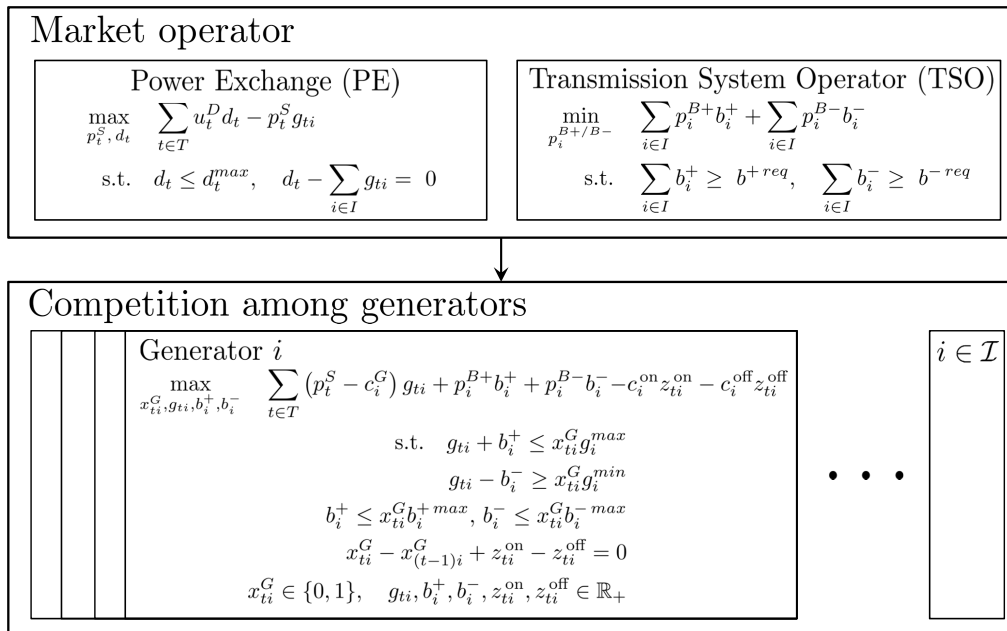 Market operator
Power Exchange (PE)
max_{p_t^S, d_t} ∑_{t∈T} u_t^D d_t − p_t^S g_{ti}
s.t. d_t ≤ d_t^{max}, d_t − ∑_{i∈I} g_{ti} = 0
Transmission System Operator (TSO)
min_{p_i^{B+/B−}} ∑_{i∈I} p_i^{B+} b_i^+ + ∑_{i∈I} p_i^{B−} b_i^−
s.t. ∑_{i∈I} b_i^+ ≥ b^{+ req}, ∑_{i∈I} b_i^− ≥ b^{− req}
Competition among generators
Generator i
max_{x_{ti}^G, g_{ti}, b_i^+, b_i^−} ∑_{t∈T} (p_t^S − c_i^G) g_{ti} + p_i^{B+} b_i^+ + p_i^{B−} b_i^− − c_i^{on} z_{ti}^{on} − c_i^{off} z_{ti}^{off}
s.t. g_{ti} + b_i^+ ≤ x_{ti}^G g_i^{max}
g_{ti} − b_i^− ≥ x_{ti}^G g_i^{min}
b_i^+ ≤ x_{ti}^G b_i^{+ max}, b_i^− ≤ x_{ti}^G b_i^{− max}
x_{ti}^G − x_{(t−1)i}^G + z_{ti}^{on} − z_{ti}^{off} = 0
x_{ti}^G ∈ {0, 1}, g_{ti}, b_i^+, b_i^−, z_{ti}^{on}, z_{ti}^{off} ∈ ℝ_+
• • •
i ∈ 𝓘